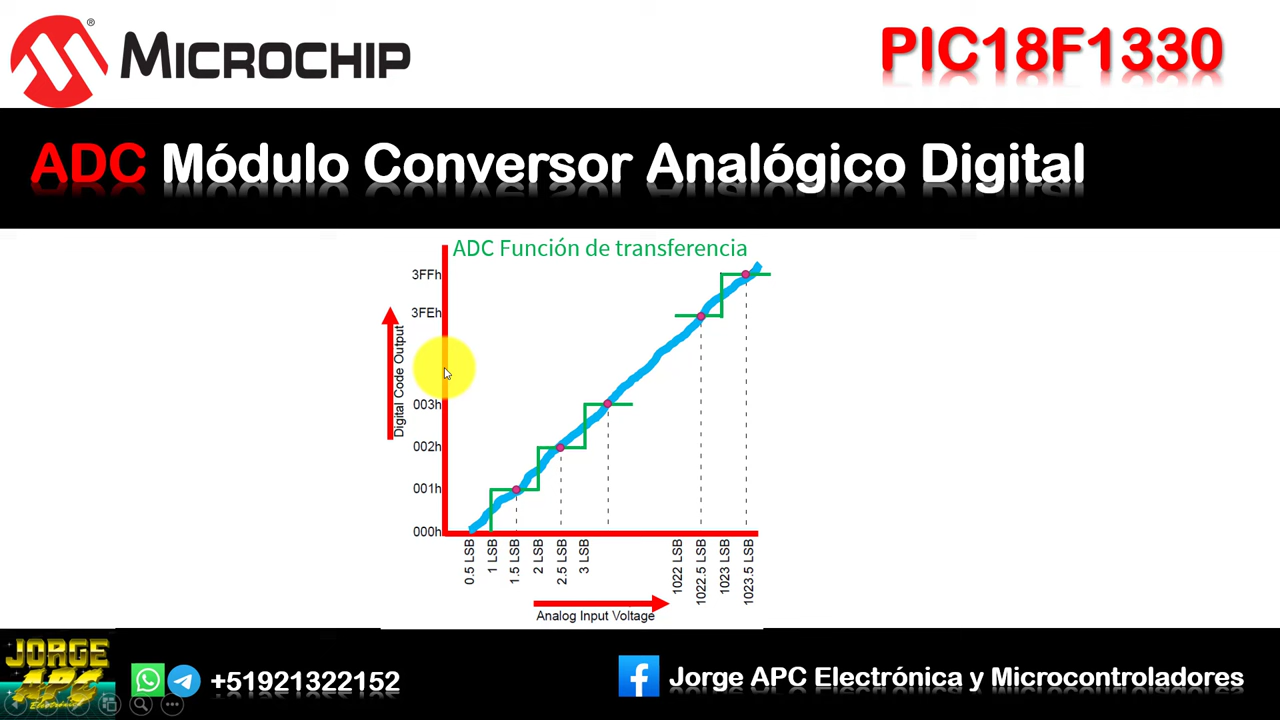 MICROCHIP
®
PIC18F1330
ADC Módulo Conversor Analógico Digital
ADC Función de transferencia
3FFh
3FEh
003h
002h
001h
000h
Digital Code Output
0.5 LSB
1 LSB
1.5 LSB
2 LSB
2.5 LSB
3 LSB
1022 LSB
1022.5 LSB
1023 LSB
1023.5 LSB
Analog Input Voltage
JORGE
APC
Electrónica
+51921322152
Jorge APC Electrónica y Microcontroladores